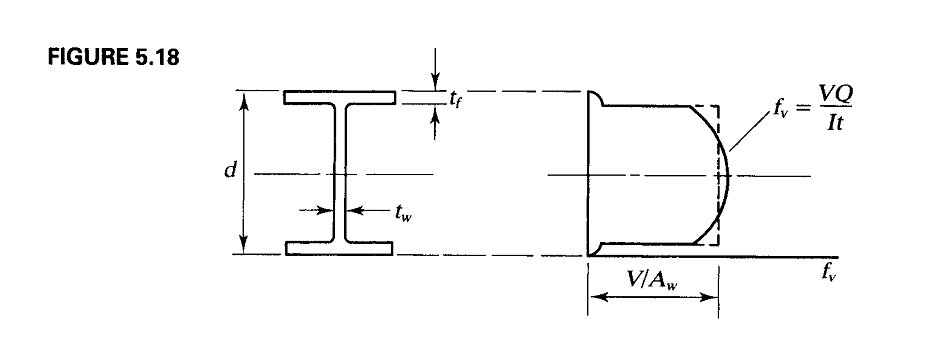 FIGURE 5.18
t_f
d
t_w
f_v = VQ/It
V/A_w
f_v